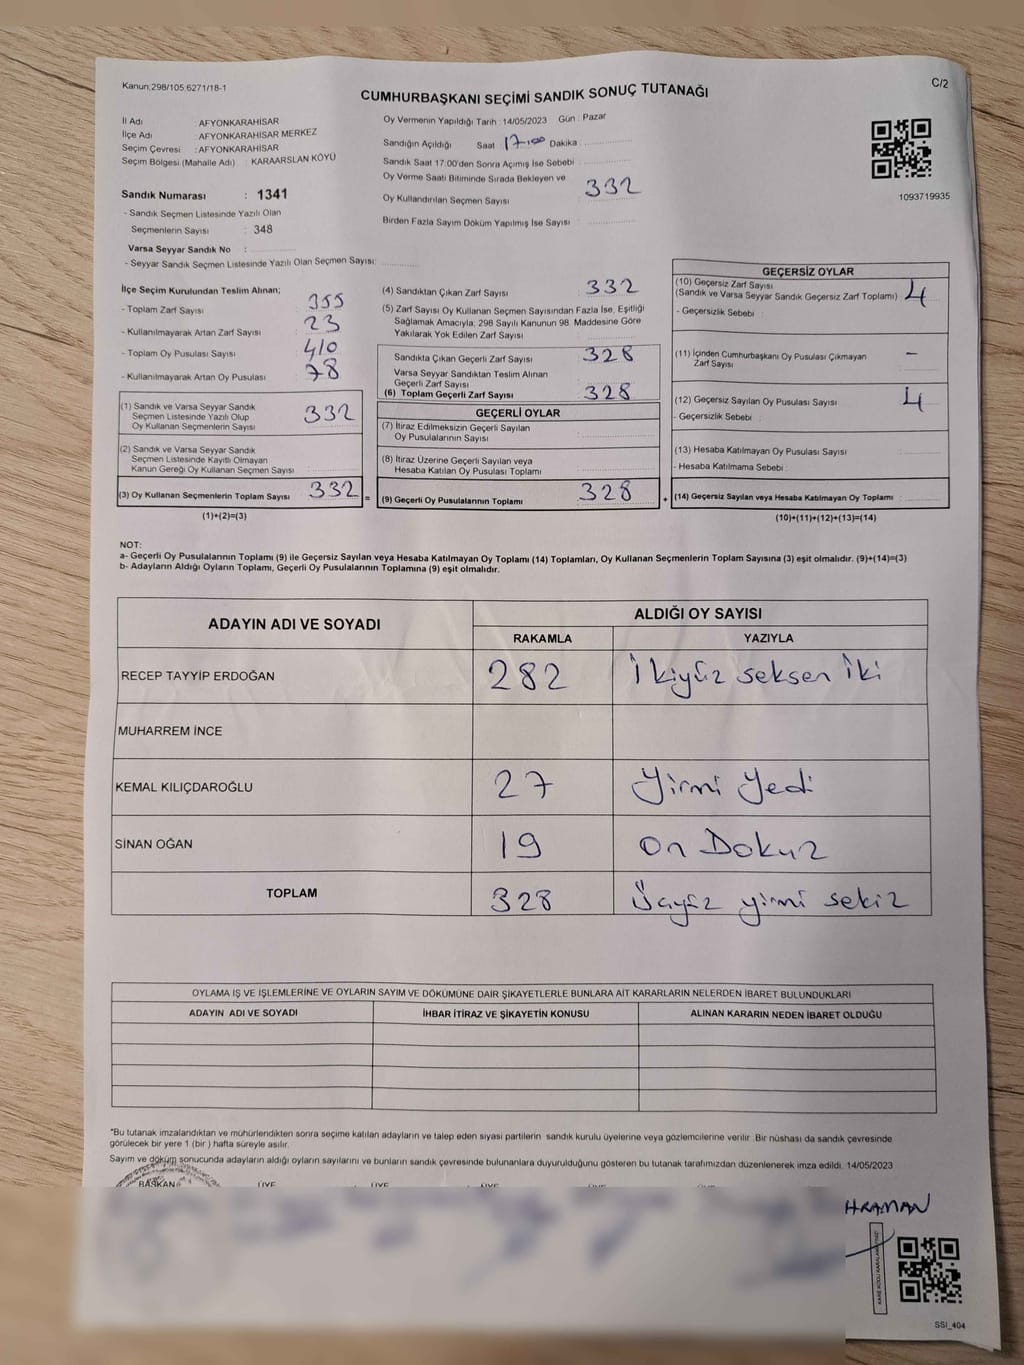 Kanun;298/105,6271/18-1
C/2
CUMHURBAŞKANI SEÇİMİ SANDIK SONUÇ TUTANAĞI
İl Adı : AFYONKARAHİSAR
İlçe Adı : AFYONKARAHİSAR MERKEZ
Seçim Çevresi : AFYONKARAHİSAR
Seçim Bölgesi (Mahalle Adı) : KARAARSLAN KÖYÜ
Sandık Numarası : 1341
- Sandık Seçmen Listesinde Yazılı Olan
Seçmenlerin Sayısı : 348
Varsa Seyyar Sandık No :
- Seyyar Sandık Seçmen Listesinde Yazılı Olan Seçmen Sayısı:
Oy Vermenin Yapıldığı Tarih : 14/05/2023 Gün : Pazar
Sandığın Açıldığı Saat : 17.00 Dakika :
Sandık Saat 17:00'den Sonra Açımış İse Sebebi :
Oy Verme Saati Bitiminde Sırada Bekleyen ve
Oy Kullandırılan Seçmen Sayısı : 332
Birden Fazla Sayım Döküm Yapılmış İse Sayısı :
1093719935
İlçe Seçim Kurulundan Teslim Alınan;
- Toplam Zarf Sayısı : 355
- Kullanılmayarak Artan Zarf Sayısı : 23
- Toplam Oy Pusulası Sayısı : 410
- Kullanılmayarak Artan Oy Pusulası : 78
(1) Sandık ve Varsa Seyyar Sandık
Seçmen Listesinde Yazılı Olup
Oy Kullanan Seçmenlerin Sayısı : 332
(2) Sandık ve Varsa Seyyar Sandık
Seçmen Listesinde Kayıtlı Olmayan
Kanun Gereği Oy Kullanan Seçmen Sayısı :
(3) Oy Kullanan Seçmenlerin Toplam Sayısı : 332 =
(1)+(2)=(3)
(4) Sandıktan Çıkan Zarf Sayısı : 332
(5) Zarf Sayısı Oy Kullanan Seçmen Sayısından Fazla İse, Eşitliği
Sağlamak Amacıyla; 298 Sayılı Kanunun 98. Maddesine Göre
Yakılarak Yok Edilen Zarf Sayısı :
Sandıkta Çıkan Geçerli Zarf Sayısı : 328
Varsa Seyyar Sandıktan Teslim Alınan
Geçerli Zarf Sayısı :
(6) Toplam Geçerli Zarf Sayısı : 328
GEÇERLİ OYLAR
(7) İtiraz Edilmeksizin Geçerli Sayılan
Oy Pusulalarının Sayısı :
(8) İtiraz Üzerine Geçerli Sayılan veya
Hesaba Katılan Oy Pusulası Toplamı :
(9) Geçerli Oy Pusulalarının Toplamı : 328 +
GEÇERSİZ OYLAR
(10) Geçersiz Zarf Sayısı : 4
(Sandık ve Varsa Seyyar Sandık Geçersiz Zarf Toplamı)
- Geçersizlik Sebebi :
(11) İçinden Cumhurbaşkanı Oy Pusulası Çıkmayan
Zarf Sayısı : -
(12) Geçersiz Sayılan Oy Pusulası Sayısı : 4
- Geçersizlik Sebebi :
(13) Hesaba Katılmayan Oy Pusulası Sayısı :
- Hesaba Katılmama Sebebi :
(14) Geçersiz Sayılan veya Hesaba Katılmayan Oy Toplamı :
(10)+(11)+(12)+(13)=(14)
NOT:
a- Geçerli Oy Pusulalarının Toplamı (9) ile Geçersiz Sayılan veya Hesaba Katılmayan Oy Toplamı (14) Toplamları, Oy Kullanan Seçmenlerin Toplam Sayısına (3) eşit olmalıdır. (9)+(14)=(3)
b- Adayların Aldığı Oyların Toplamı, Geçerli Oy Pusulalarının Toplamına (9) eşit olmalıdır.
ADAYIN ADI VE SOYADI
ALDIĞI OY SAYISI
RAKAMLA YAZIYLA
RECEP TAYYİP ERDOĞAN 282 İkiyüz seksen İki
MUHARREM İNCE
KEMAL KILIÇDAROĞLU 27 Yirmi Yedi
SİNAN OĞAN 19 On Dokuz
TOPLAM 328 Üçyüz yirmi sekiz
OYLAMA İŞ VE İŞLEMLERİNE VE OYLARIN SAYIM VE DÖKÜMÜNE DAİR ŞİKAYETLERLE BUNLARA AİT KARARLARIN NELERDEN İBARET BULUNDUKLARI
ADAYIN ADI VE SOYADI İHBAR İTİRAZ VE ŞİKAYETİN KONUSU ALINAN KARARIN NEDEN İBARET OLDUĞU
"Bu tutanak imzalandıktan ve mühürlendikten sonra seçime katılan adayların ve talep eden siyasi partilerin sandık kurulu üyelerine veya gözlemcilerine verilir .Bir nüshası da sandık çevresinde
görülecek bir yere 1 (bir ) hafta süreyle asılır.
Sayım ve döküm sonucunda adayların aldığı oyların sayılarını ve bunların sandık çevresinde bulunanlara duyurulduğunu gösteren bu tutanak tarafımızdan düzenlenerek imza edildi. 14/05/2023
BAŞKAN ÜYE ÜYE ÜYE ÜYE ÜYE
HRAMAN
SSİ_404